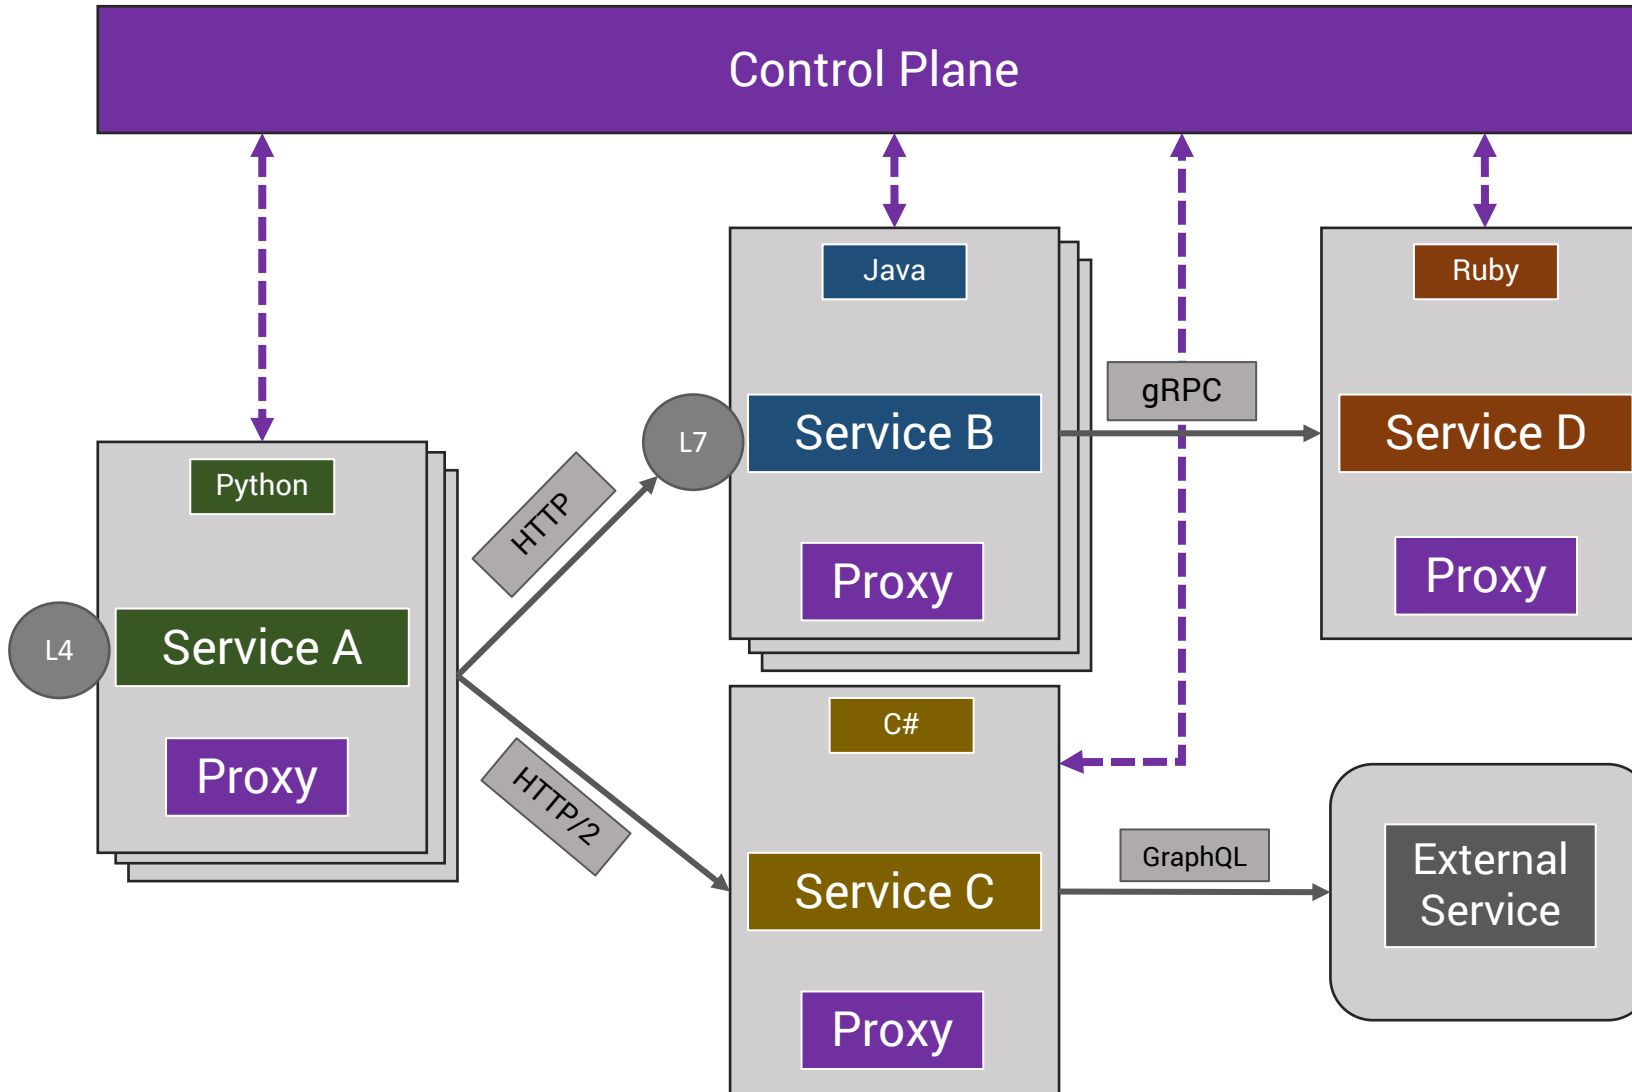 Control Plane
Java
Ruby
gRPC
L7
Service B
Service D
Python
HTTP
Proxy
Proxy
L4
Service A
C#
Proxy
HTTP/2
GraphQL
External
Service
Service C
Proxy